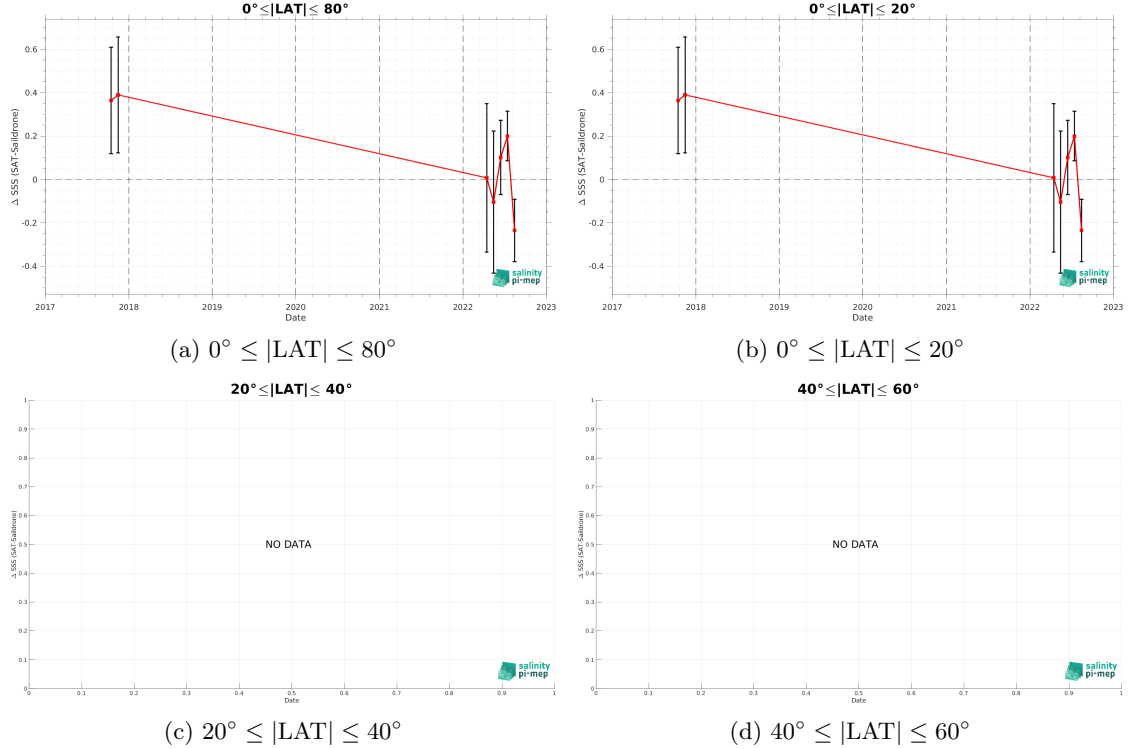 0°≤|LAT|≤ 80°
Δ SSS (SAT-Saildrone)
0.6
0.4
0.2
0
-0.2
-0.4
2017 2018 2019 2020 2021 2022 2023
Date
salinity
pi-mep
(a) 0° ≤ |LAT| ≤ 80°
0°≤|LAT|≤ 20°
Δ SSS (SAT-Saildrone)
0.6
0.4
0.2
0
-0.2
-0.4
2017 2018 2019 2020 2021 2022 2023
Date
salinity
pi-mep
(b) 0° ≤ |LAT| ≤ 20°
20°≤|LAT|≤ 40°
Δ SSS (SAT-Saildrone)
1
0.9
0.8
0.7
0.6
0.5
0.4
0.3
0.2
0.1
0
NO DATA
0 0.1 0.2 0.3 0.4 0.5 0.6 0.7 0.8 0.9 1
Date
salinity
pi-mep
(c) 20° ≤ |LAT| ≤ 40°
40°≤|LAT|≤ 60°
Δ SSS (SAT-Saildrone)
1
0.9
0.8
0.7
0.6
0.5
0.4
0.3
0.2
0.1
0
NO DATA
0 0.1 0.2 0.3 0.4 0.5 0.6 0.7 0.8 0.9 1
Date
salinity
pi-mep
(d) 40° ≤ |LAT| ≤ 60°